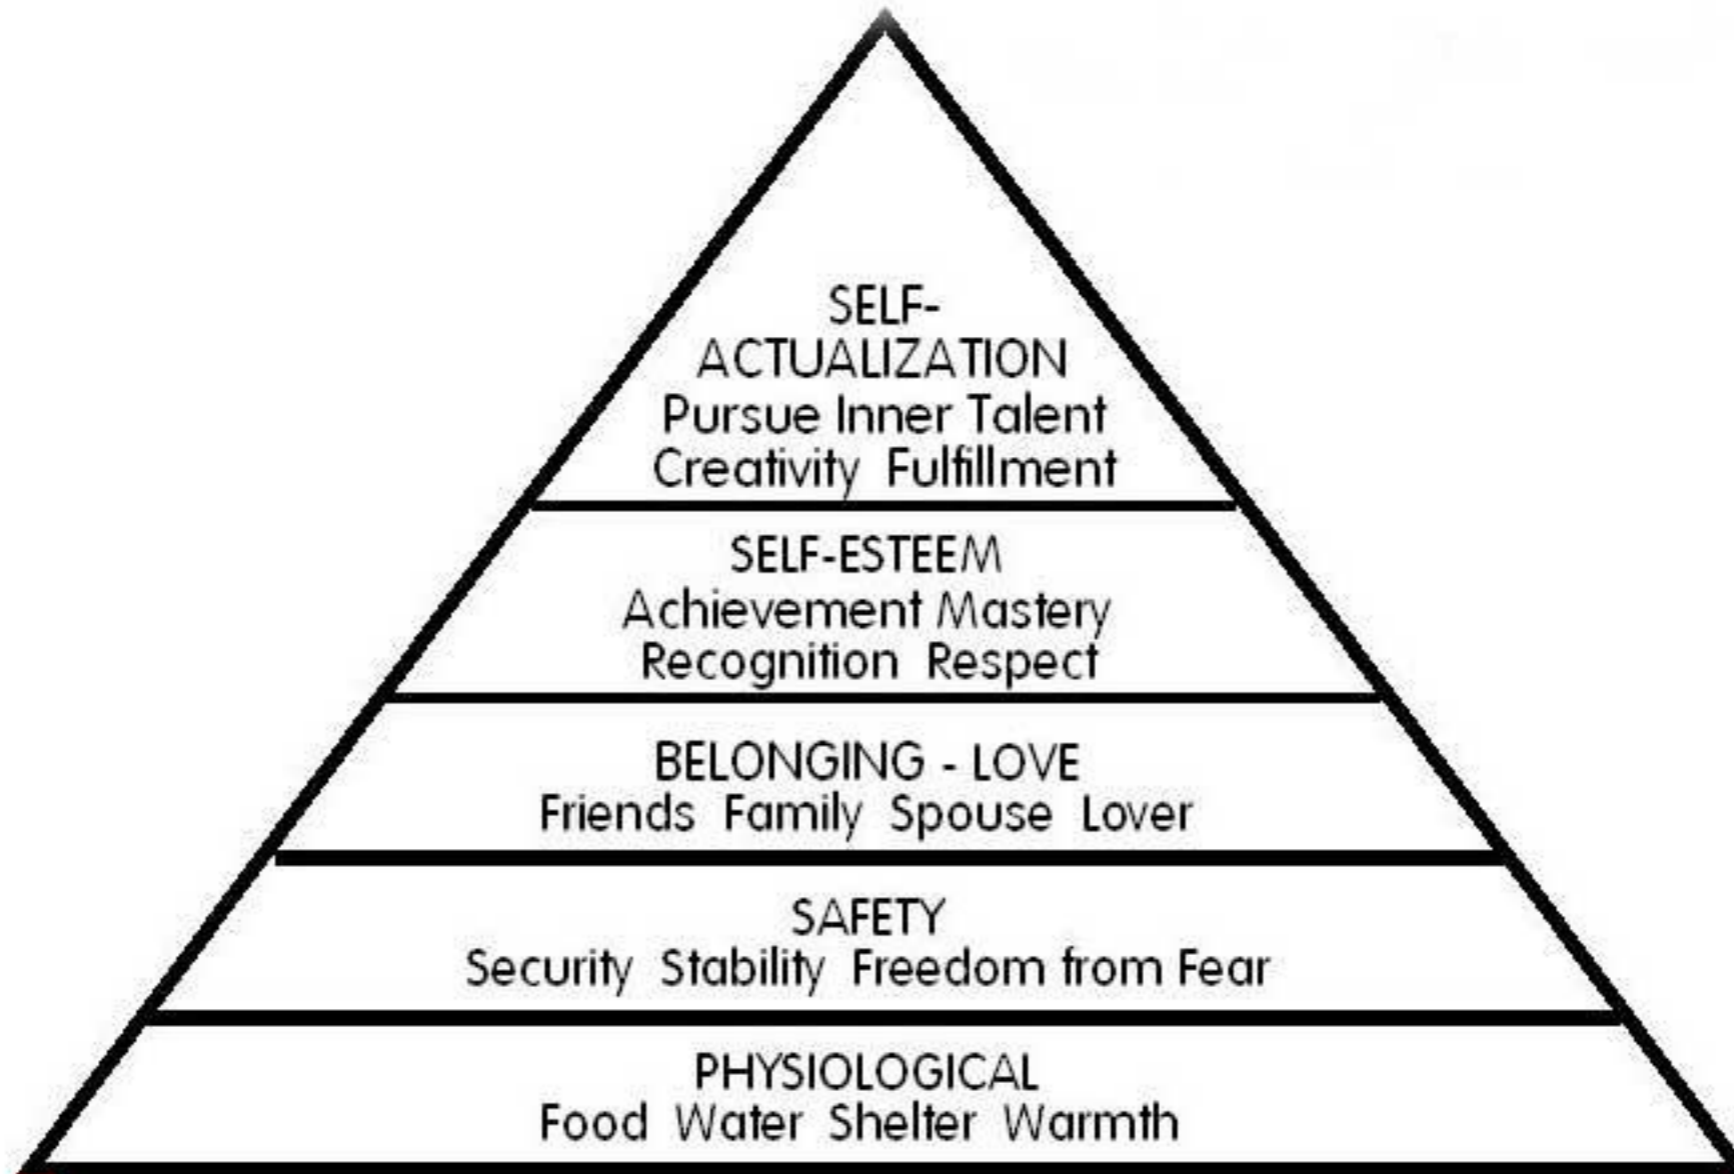 SELF-
ACTUALIZATION
Pursue Inner Talent
Creativity Fulfillment
SELF-ESTEEM
Achievement Mastery
Recognition Respect
BELONGING - LOVE
Friends Family Spouse Lover
SAFETY
Security Stability Freedom from Fear
PHYSIOLOGICAL
Food Water Shelter Warmth